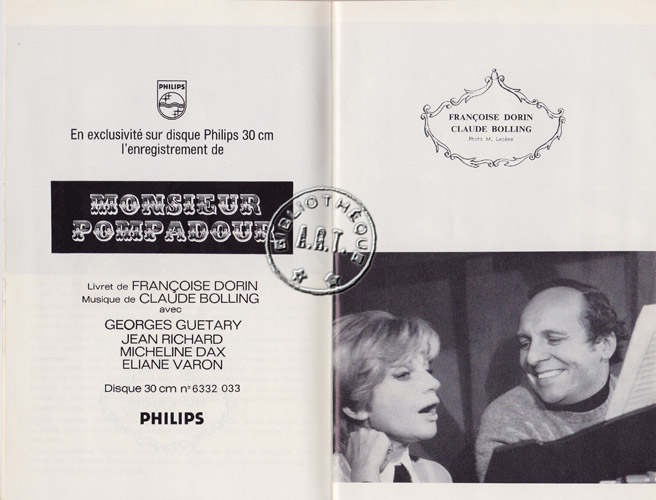 PHILIPS
En exclusivité sur disque Philips 30 cm
l'enregistrement de
MONSIEUR
POMPADOUR
Livret de FRANÇOISE DORIN
Musique de CLAUDE BOLLING
avec
GEORGES GUETARY
JEAN RICHARD
MICHELINE DAX
ELIANE VARON
Disque 30 cm n° 6332 033
PHILIPS
BIBLIOTHÈQUE
A.R.T.
FRANÇOISE DORIN
CLAUDE BOLLING
Photo M. Lecène